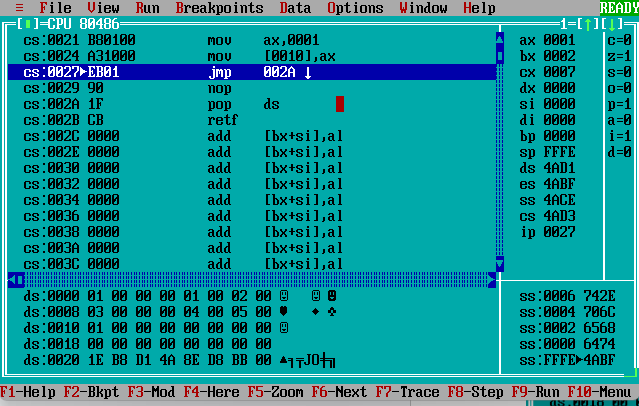 ≡ File View Run Breakpoints Data Options Window Help READY
[■]=CPU 80486 1=[↑][↓]
cs:0021 B80100 mov ax,0001 ax 0001 c=0
cs:0024 A31000 mov [0010],ax bx 0002 z=1
cs:0027►EB01 jmp 002A ↓ cx 0007 s=0
cs:0029 90 nop dx 0000 o=0
cs:002A 1F pop ds si 0000 p=1
cs:002B CB retf di 0000 a=0
cs:002C 0000 add [bx+si],al bp 0000 i=1
cs:002E 0000 add [bx+si],al sp FFFE d=0
cs:0030 0000 add [bx+si],al ds 4AD1
cs:0032 0000 add [bx+si],al es 4ABF
cs:0034 0000 add [bx+si],al ss 4ACE
cs:0036 0000 add [bx+si],al cs 4AD3
cs:0038 0000 add [bx+si],al ip 0027
cs:003A 0000 add [bx+si],al
cs:003C 0000 add [bx+si],al
ds:0000 01 00 00 00 01 00 02 00 ☺ ☺ ☻ ss:0006 742E
ds:0008 03 00 00 00 04 00 05 00 ♥ ♦ ♣ ss:0004 706C
ds:0010 01 00 00 00 00 00 00 00 ☺ ss:0002 6568
ds:0018 00 00 00 00 00 00 00 00 ss:0000 6474
ds:0020 1E B8 D1 4A 8E D8 BB 00 ▲╕╤JÄ╪╗ ss:FFFE►4ABF
F1-Help F2-Bkpt F3-Mod F4-Here F5-Zoom F6-Next F7-Trace F8-Step F9-Run F10-Menu